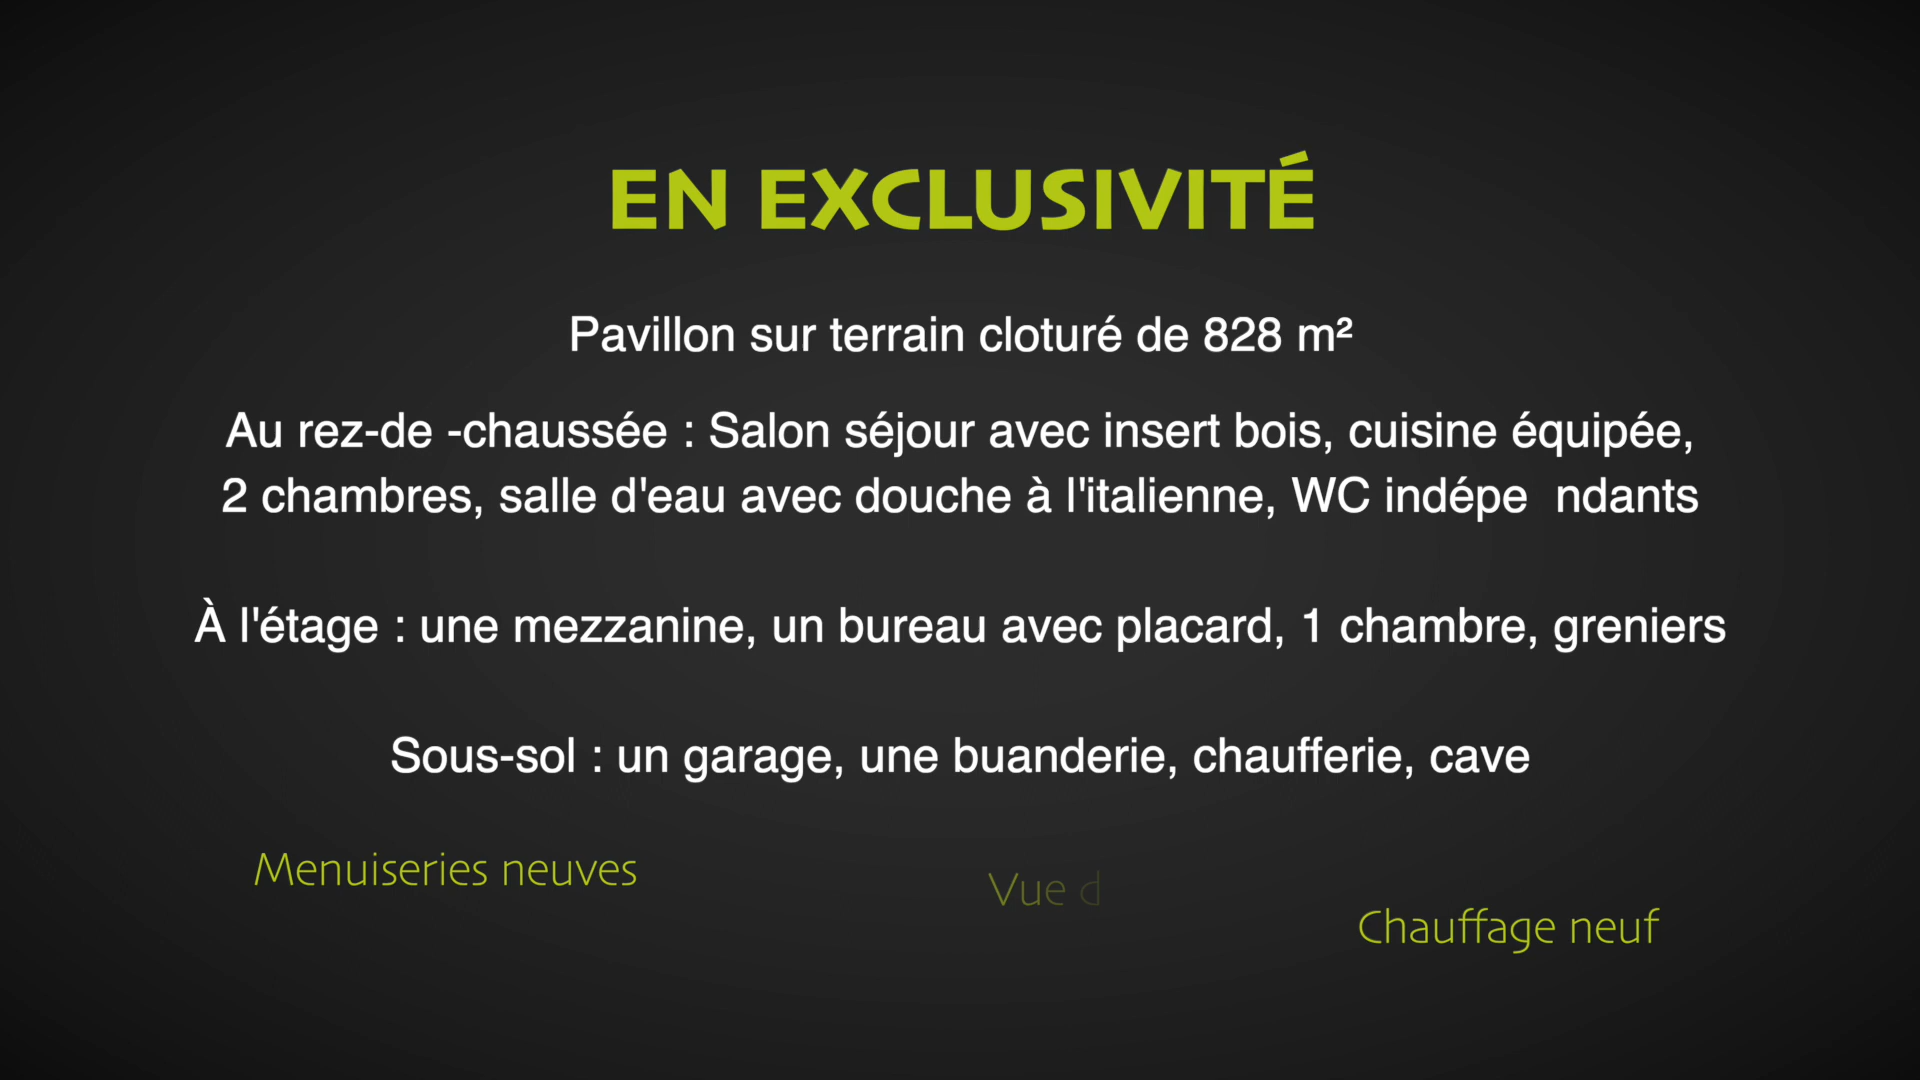 EN EXCLUSIVITÉ
Pavillon sur terrain cloturé de 828 m²
Au rez-de -chaussée : Salon séjour avec insert bois, cuisine équipée,
2 chambres, salle d'eau avec douche à l'italienne, WC indépe  ndants
À l'étage : une mezzanine, un bureau avec placard, 1 chambre, greniers
Sous-sol : un garage, une buanderie, chaufferie, cave
Menuiseries neuves
Vue d
Chauffage neuf